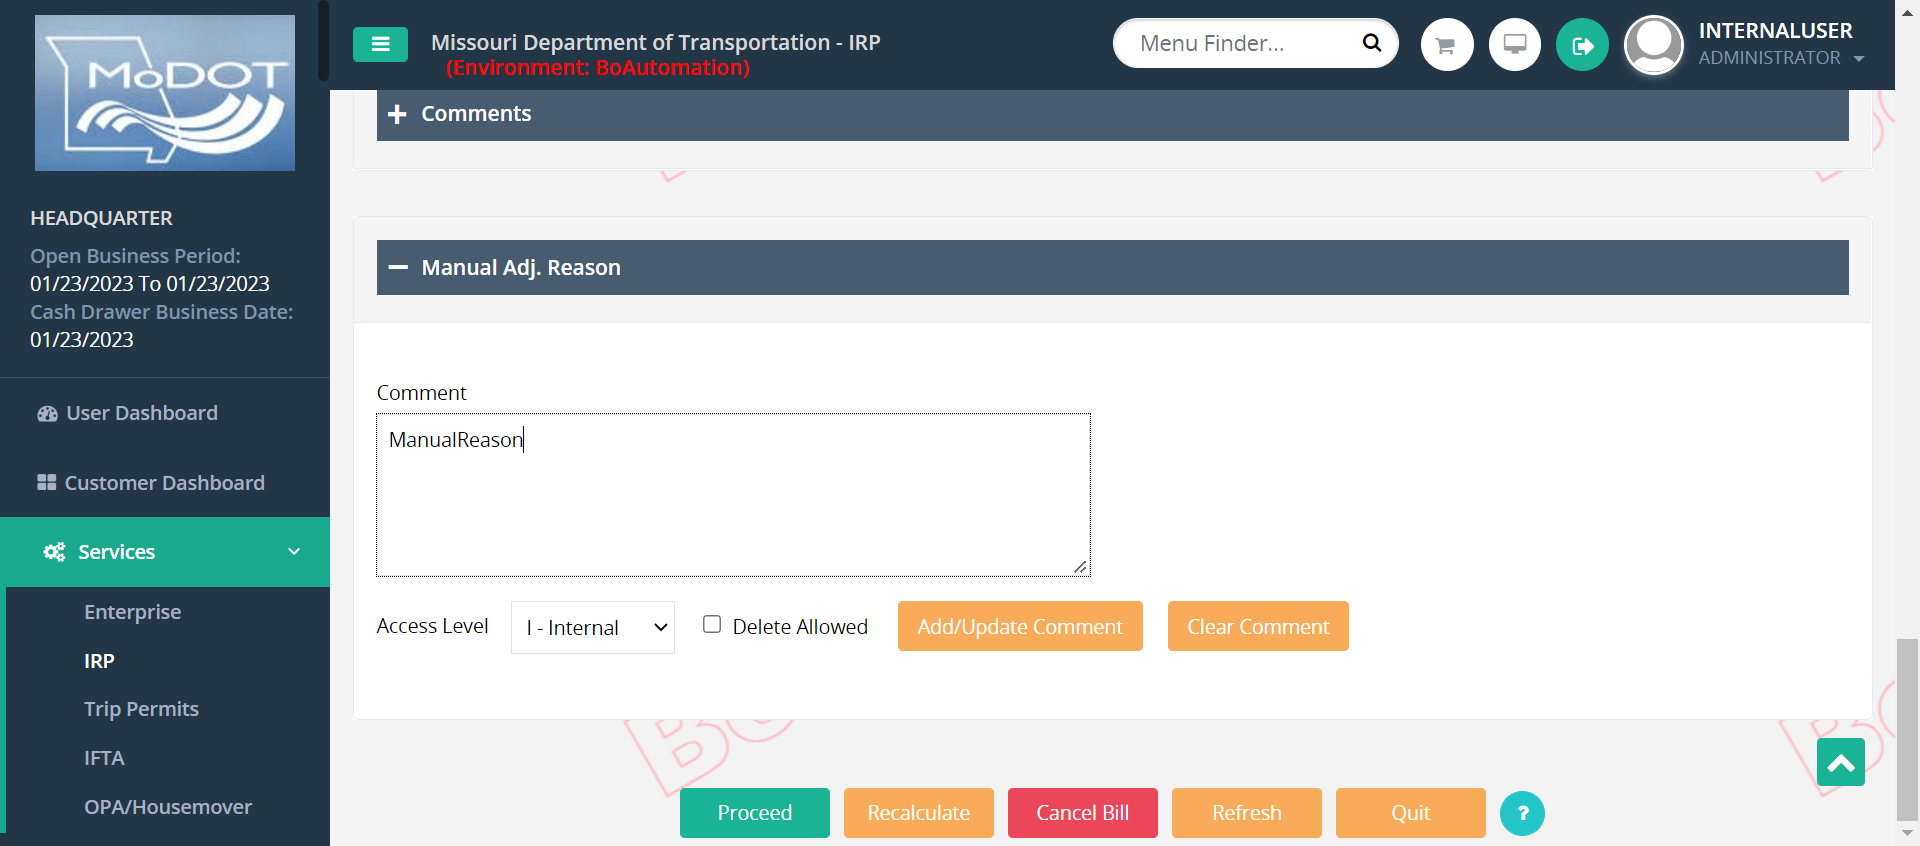 MoDOT
HEADQUARTER
Open Business Period:
01/23/2023 To 01/23/2023
Cash Drawer Business Date:
01/23/2023
User Dashboard
Customer Dashboard
Services
Enterprise
IRP
Trip Permits
IFTA
OPA/Housemover
Missouri Department of Transportation - IRP
(Environment: BoAutomation)
Menu Finder...
INTERNALUSER
ADMINISTRATOR
Comments
Manual Adj. Reason
Comment
ManualReason
Access Level
I - Internal
Delete Allowed
Add/Update Comment
Clear Comment
Proceed
Recalculate
Cancel Bill
Refresh
Quit
?